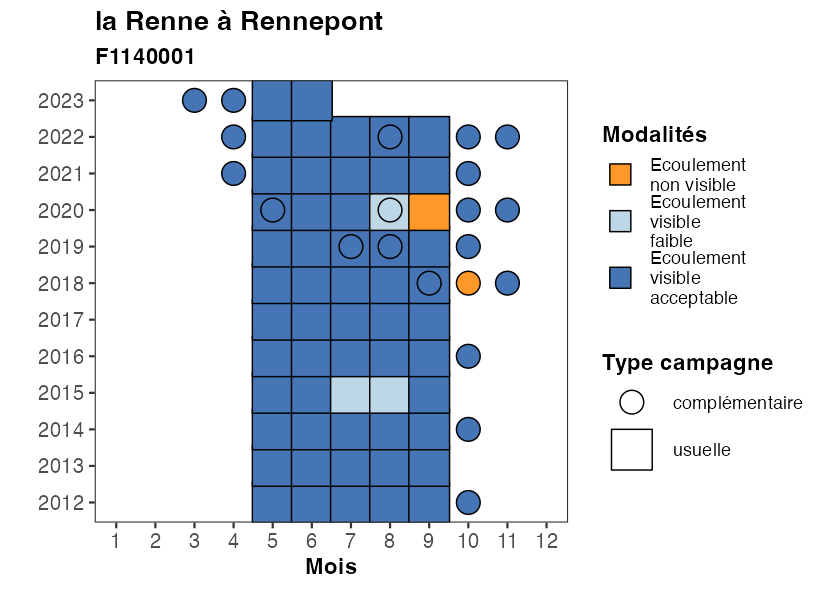 la Renne à Rennepont
F1140001
2023
2022
2021
2020
2019
2018
2017
2016
2015
2014
2013
2012
1 2 3 4 5 6 7 8 9 10 11 12
Mois
Modalités
Ecoulement
non visible
Ecoulement
visible
faible
Ecoulement
visible
acceptable
Type campagne
complémentaire
usuelle